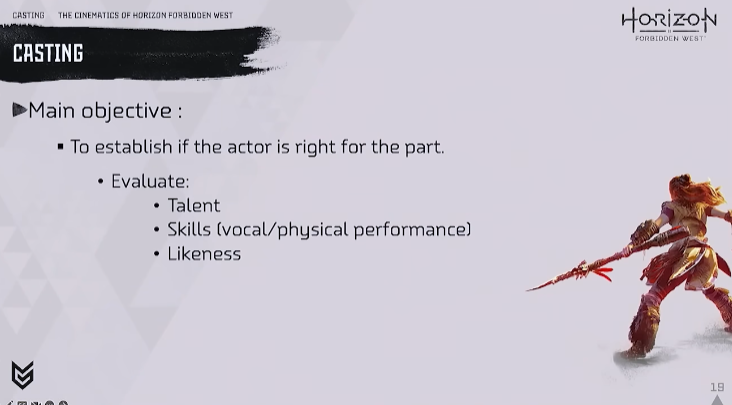 CASTING THE CINEMATICS OF HORIZON FORBIDDEN WEST
HORIZON
FORBIDDEN WEST
CASTING
Main objective :
To establish if the actor is right for the part.
Evaluate:
Talent
Skills (vocal/physical performance)
Likeness
19